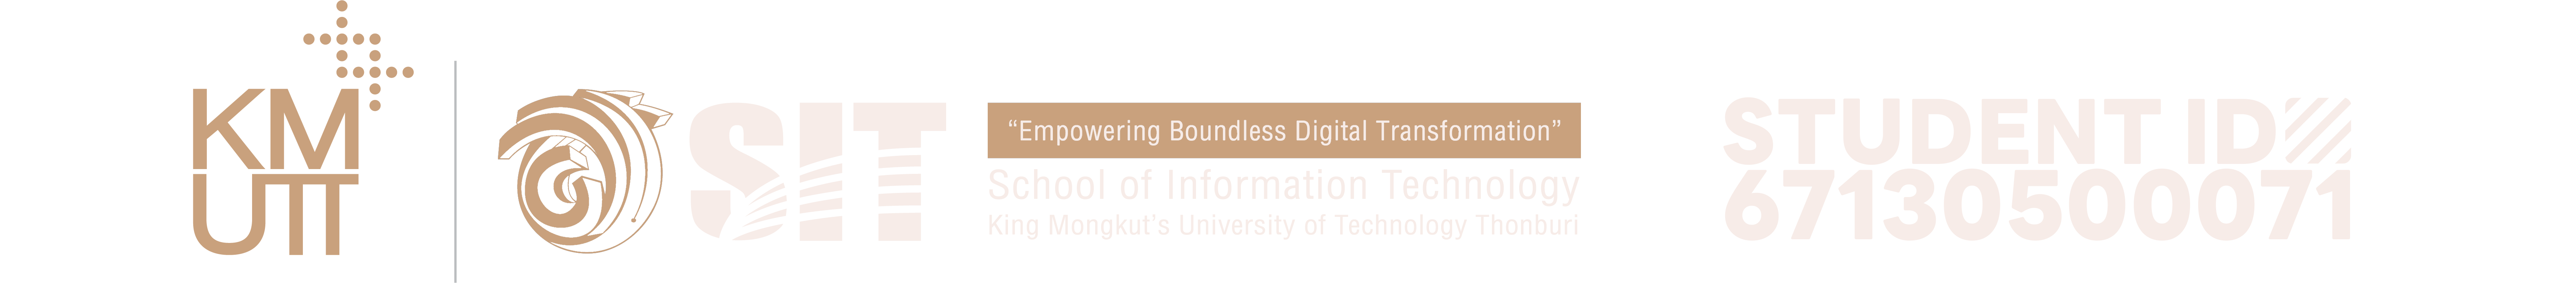 KM
UTT
SIT
“Empowering Boundless Digital Transformation”
School of Information Technology
King Mongkut’s University of Technology Thonburi
STUDENT ID
67130500071